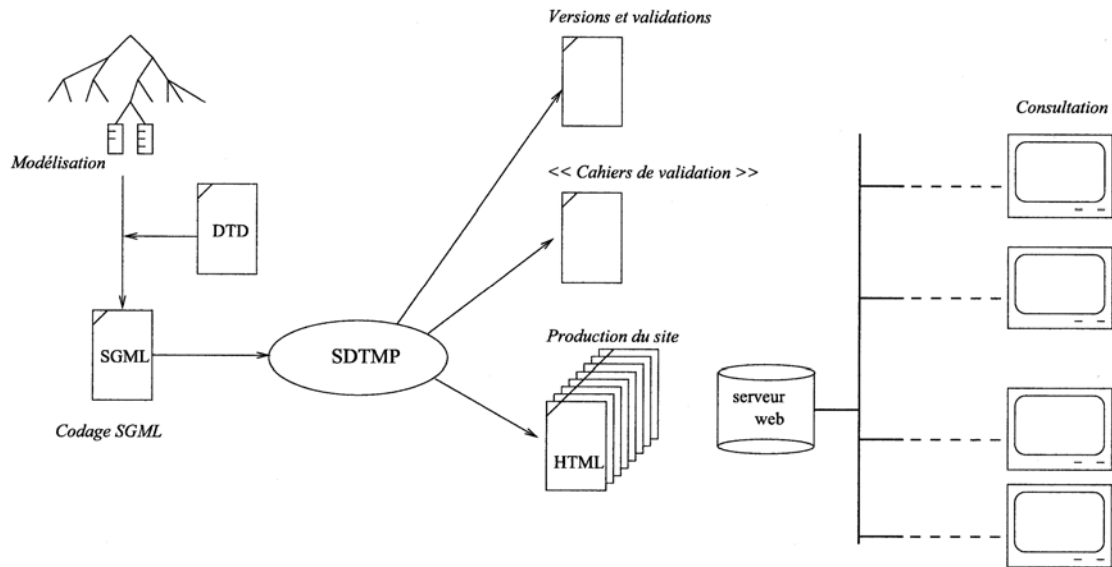 Versions et validations
Consultation
Modélisation
<< Cahiers de validation >>
DTD
Production du site
SGML
SDTMP
serveur
web
Codage SGML
HTML